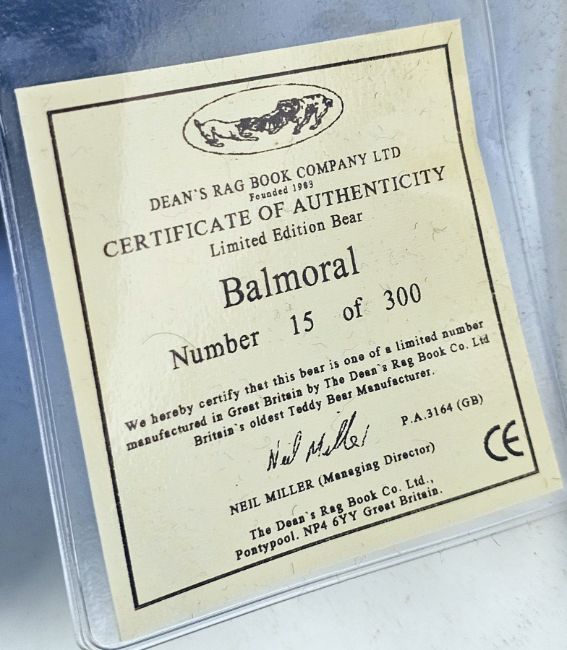 DEAN'S RAG BOOK COMPANY LTD
Founded 1903
CERTIFICATE OF AUTHENTICITY
Limited Edition Bear
Balmoral
Number 15 of 300
We hereby certify that this bear is one of a limited number
manufactured in Great Britain by The Dean's Rag Book Co. Ltd
Britain's oldest Teddy Bear Manufacturer.
Neil Miller
P.A.3164 (GB)
CE
NEIL MILLER (Managing Director)
The Dean's Rag Book Co. Ltd.,
Pontypool. NP4 6YY Great Britain.